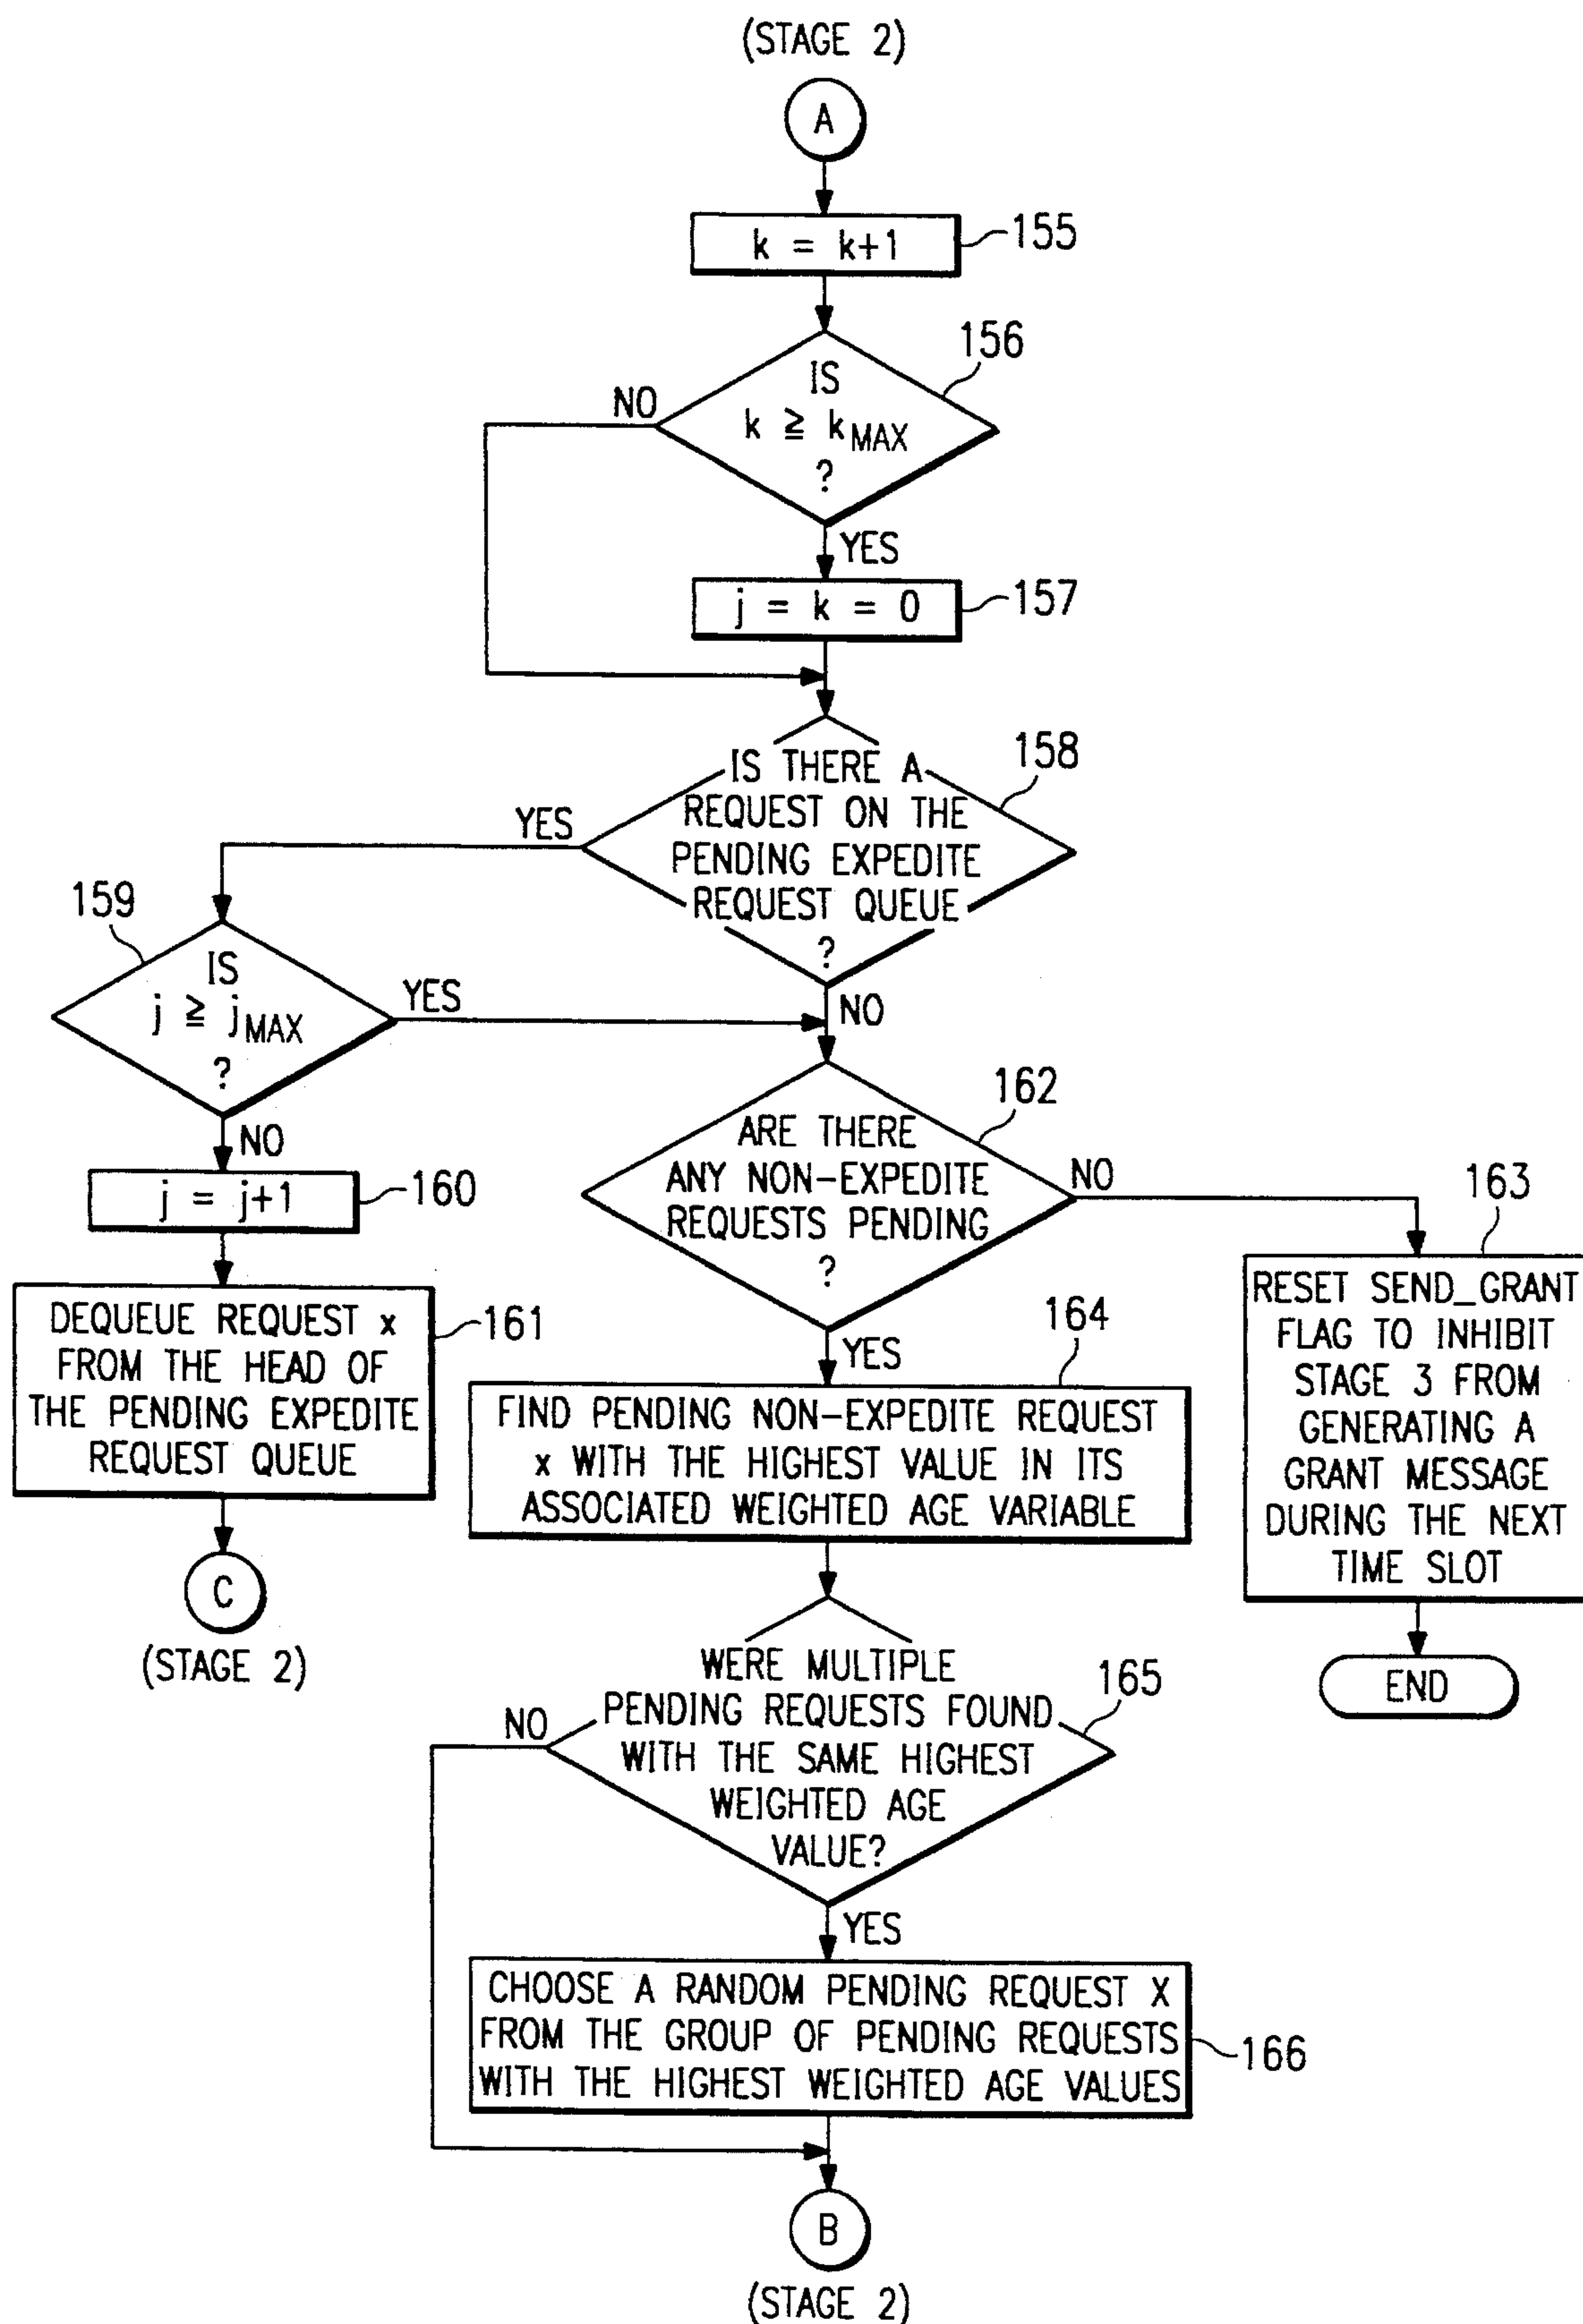 (STAGE 2)
A
k = k+1
155
156
IS
k ≧ kMAX
?
NO
YES
j = k = 0
157
158
IS THERE A
REQUEST ON THE
PENDING EXPEDITE
REQUEST QUEUE
?
YES
NO
159
IS
j ≧ jMAX
?
YES
NO
j = j+1
160
DEQUEUE REQUEST x
FROM THE HEAD OF
THE PENDING EXPEDITE
REQUEST QUEUE
161
C
(STAGE 2)
162
ARE THERE
ANY NON-EXPEDITE
REQUESTS PENDING
?
NO
YES
163
RESET SEND_GRANT
FLAG TO INHIBIT
STAGE 3 FROM
GENERATING A
GRANT MESSAGE
DURING THE NEXT
TIME SLOT
END
164
FIND PENDING NON-EXPEDITE REQUEST
x WITH THE HIGHEST VALUE IN ITS
ASSOCIATED WEIGHTED AGE VARIABLE
165
WERE MULTIPLE
PENDING REQUESTS FOUND
WITH THE SAME HIGHEST
WEIGHTED AGE
VALUE?
NO
YES
CHOOSE A RANDOM PENDING REQUEST X
FROM THE GROUP OF PENDING REQUESTS
WITH THE HIGHEST WEIGHTED AGE VALUES
166
B
(STAGE 2)